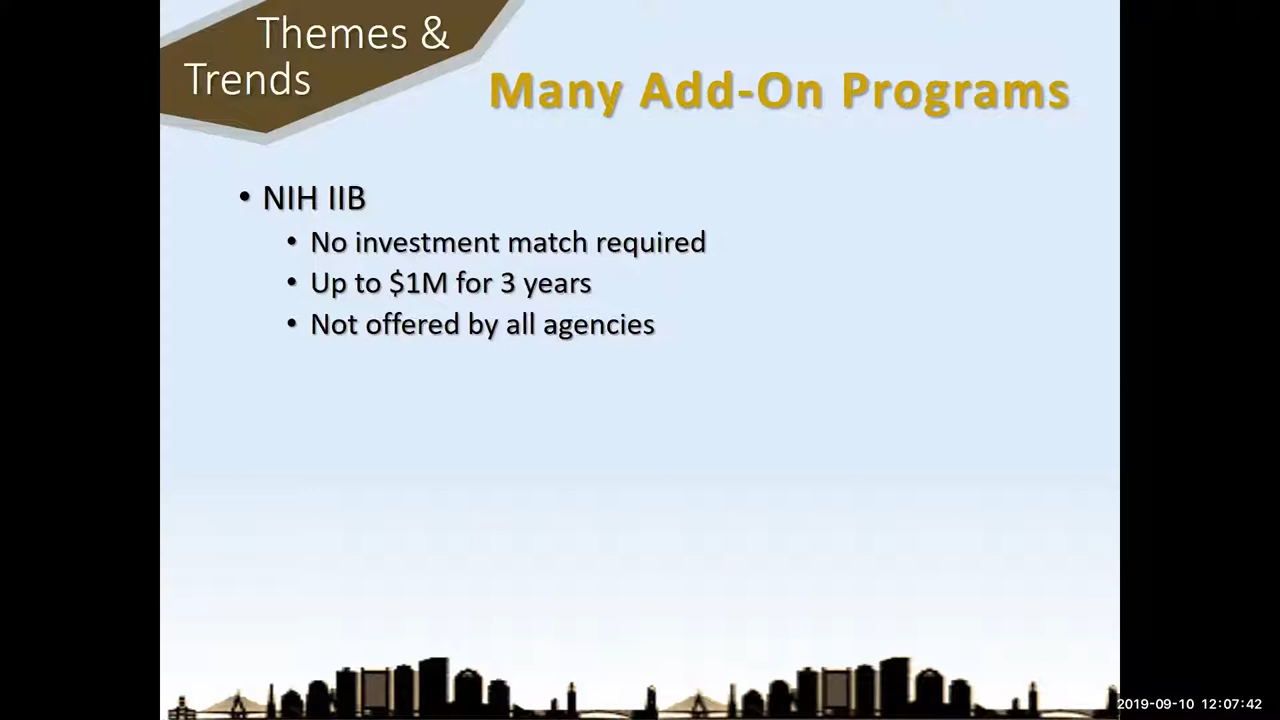 Themes &
Trends
Many Add-On Programs
• NIH IIB
• No investment match required
• Up to $1M for 3 years
• Not offered by all agencies
2019-09-10 12:07:42